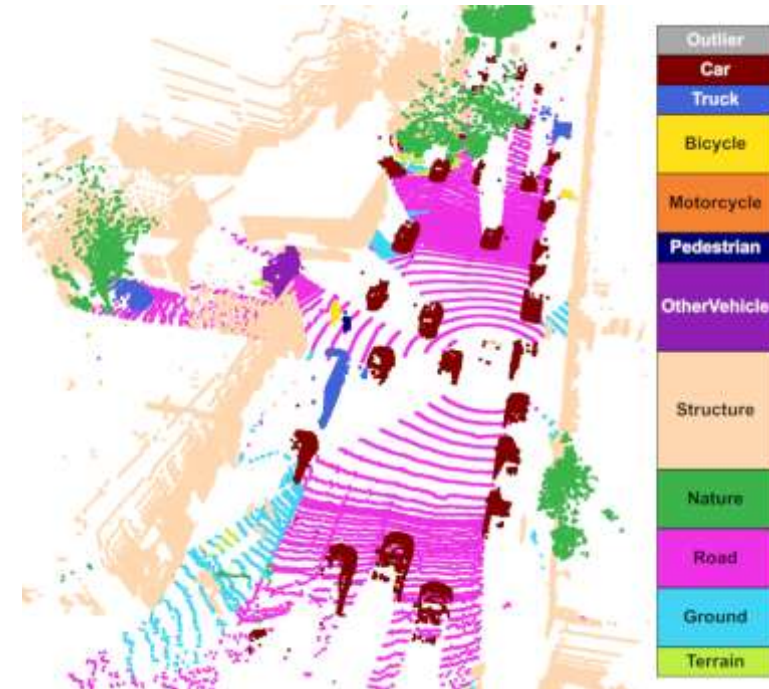 Outlier
Car
Truck
Bicycle
Motorcycle
Pedestrian
OtherVehicle
Structure
Nature
Road
Ground
Terrain